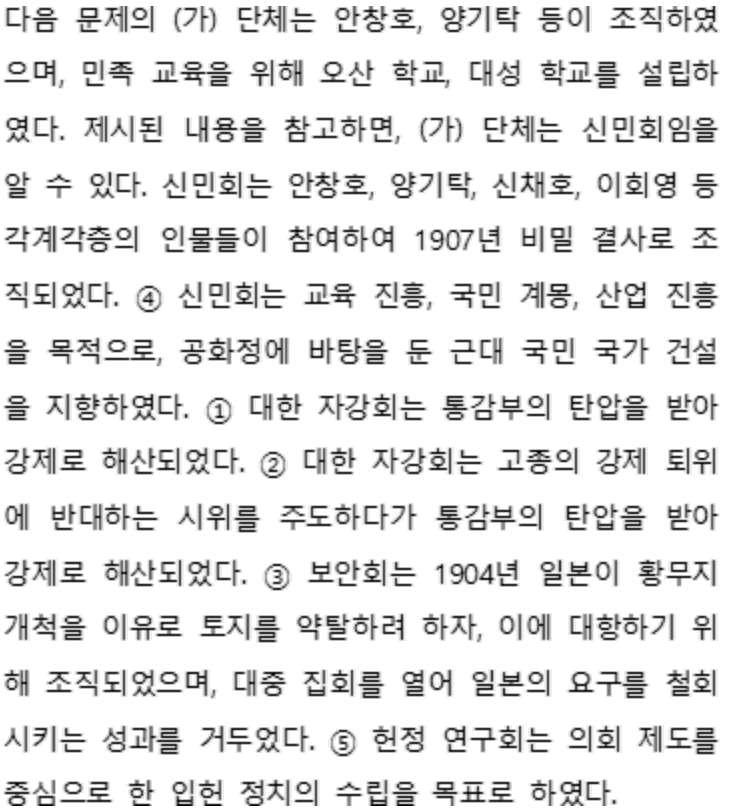 다음 문제의 (가) 단체는 안창호, 양기탁 등이 조직하였
으며, 민족 교육을 위해 오산 학교, 대성 학교를 설립하
였다. 제시된 내용을 참고하면, (가) 단체는 신민회임을
알 수 있다. 신민회는 안창호, 양기탁, 신채호, 이회영 등
각계각층의 인물들이 참여하여 1907년 비밀 결사로 조
직되었다. ④ 신민회는 교육 진흥, 국민 계몽, 산업 진흥
을 목적으로, 공화정에 바탕을 둔 근대 국민 국가 건설
을 지향하였다. ① 대한 자강회는 통감부의 탄압을 받아
강제로 해산되었다. ② 대한 자강회는 고종의 강제 퇴위
에 반대하는 시위를 주도하다가 통감부의 탄압을 받아
강제로 해산되었다. ③ 보안회는 1904년 일본이 황무지
개척을 이유로 토지를 약탈하려 하자, 이에 대항하기 위
해 조직되었으며, 대중 집회를 열어 일본의 요구를 철회
시키는 성과를 거두었다. ⑤ 헌정 연구회는 의회 제도를
중심으로 한 입헌 정치의 수립을 목표로 하였다.